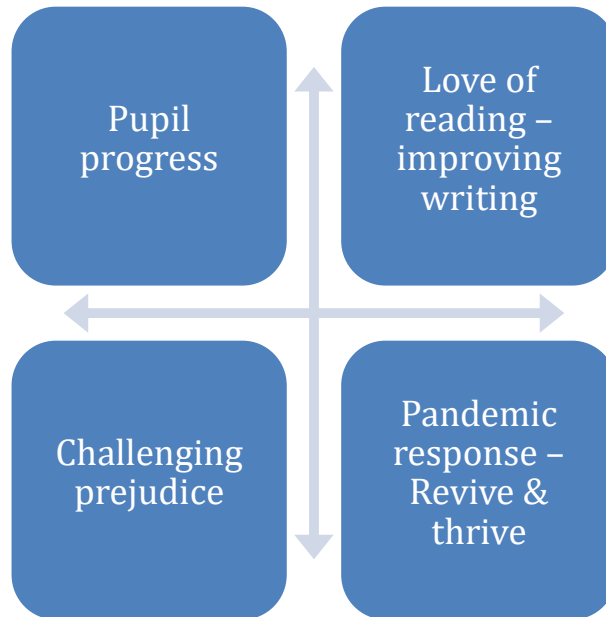 Pupil
progress
Love of
reading –
improving
writing
Challenging
prejudice
Pandemic
response –
Revive &
thrive